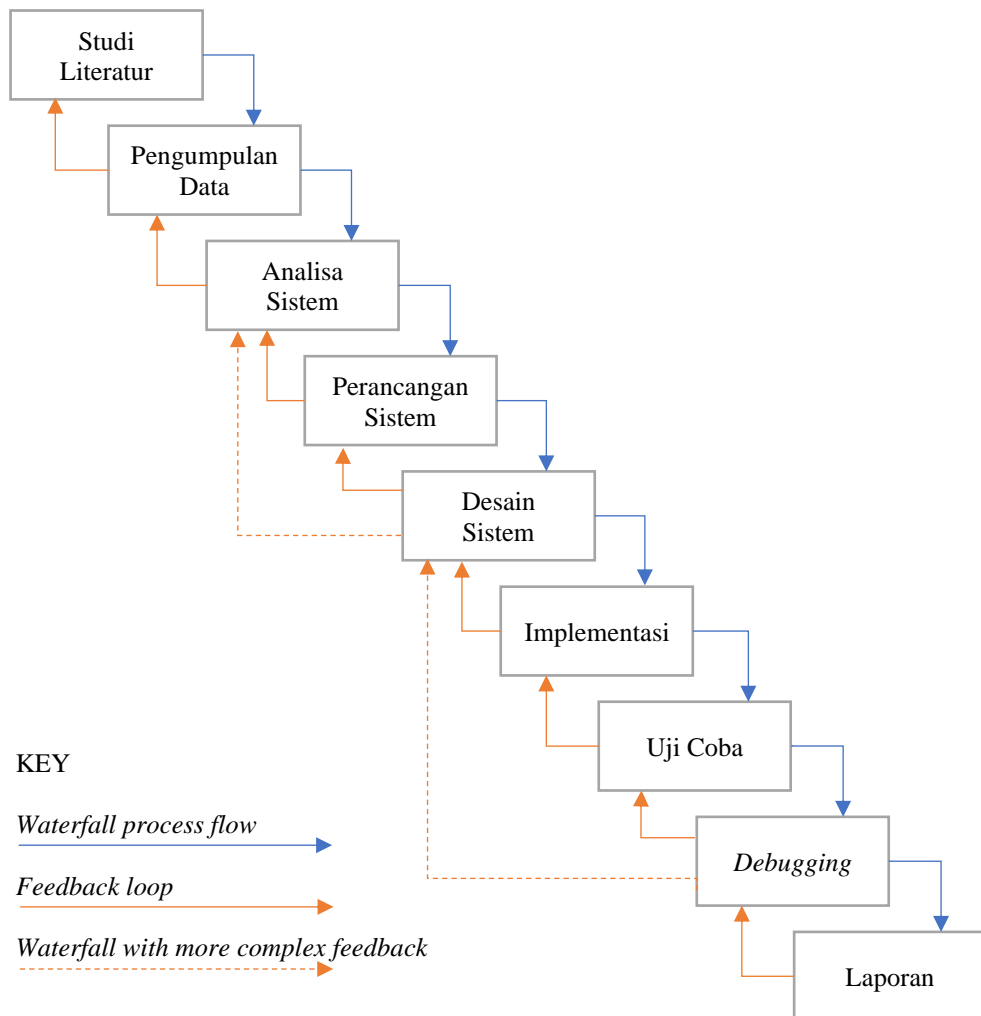 Studi
Literatur
Pengumpulan
Data
Analisa
Sistem
Perancangan
Sistem
Desain
Sistem
Implementasi
Uji Coba
Debugging
Laporan
KEY
Waterfall process flow
Feedback loop
Waterfall with more complex feedback